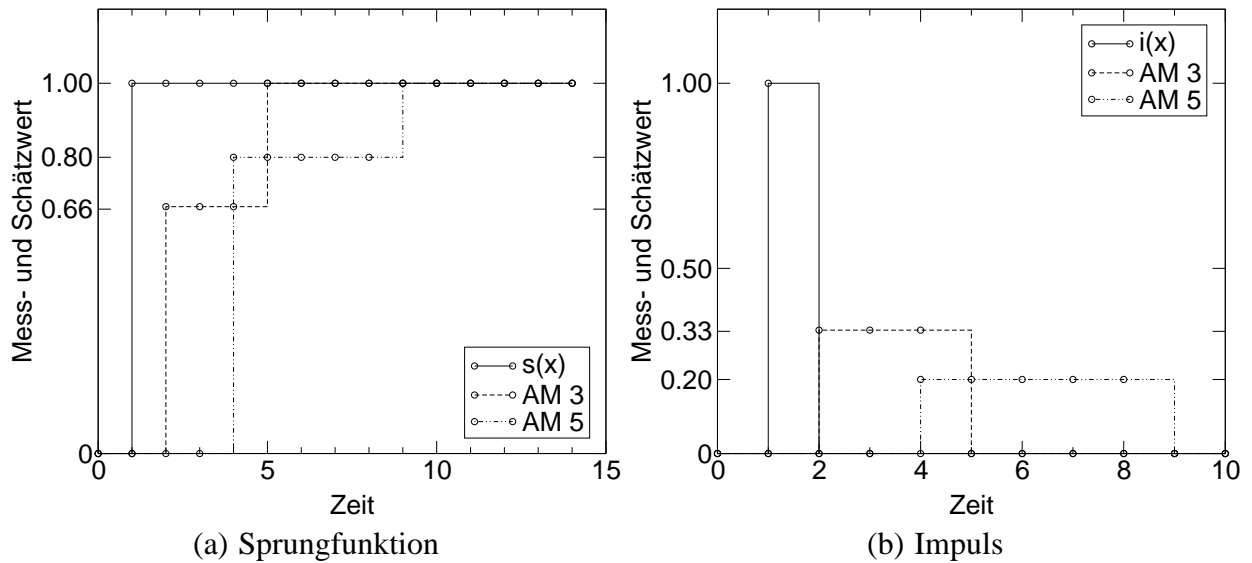 Mess- und Schätzwert
1.00
0.80
0.66
0
0
5
10
15
s(x)
AM 3
AM 5
Zeit
(a) Sprungfunktion
Mess- und Schätzwert
1.00
0.50
0.33
0.20
0
0
2
4
6
8
10
i(x)
AM 3
AM 5
Zeit
(b) Impuls